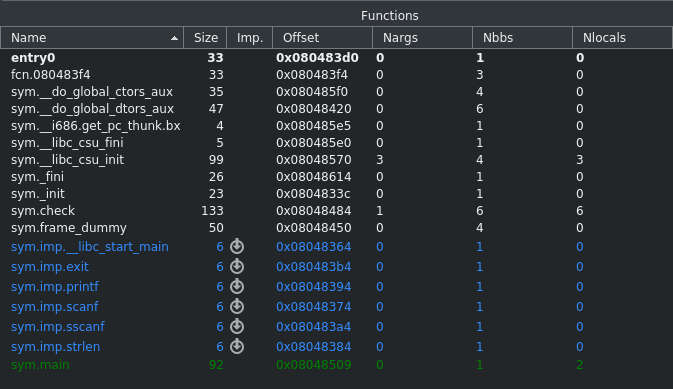 Functions
Name Size Imp. Offset Nargs Nbbs Nlocals
entry0 33 0x080483d0 0 1 0
fcn.080483f4 33 0x080483f4 0 3 0
sym.__do_global_ctors_aux 35 0x080485f0 0 4 0
sym.__do_global_dtors_aux 47 0x08048420 0 6 0
sym.__i686.get_pc_thunk.bx 4 0x080485e5 0 1 0
sym.__libc_csu_fini 5 0x080485e0 0 1 0
sym.__libc_csu_init 99 0x08048570 3 4 3
sym._fini 26 0x08048614 0 1 0
sym._init 23 0x0804833c 0 1 0
sym.check 133 0x08048484 1 6 6
sym.frame_dummy 50 0x08048450 0 4 0
sym.imp.__libc_start_main 6 0x08048364 0 1 0
sym.imp.exit 6 0x080483b4 0 1 0
sym.imp.printf 6 0x08048394 0 1 0
sym.imp.scanf 6 0x08048374 0 1 0
sym.imp.sscanf 6 0x080483a4 0 1 0
sym.imp.strlen 6 0x08048384 0 1 0
sym.main 92 0x08048509 0 1 2